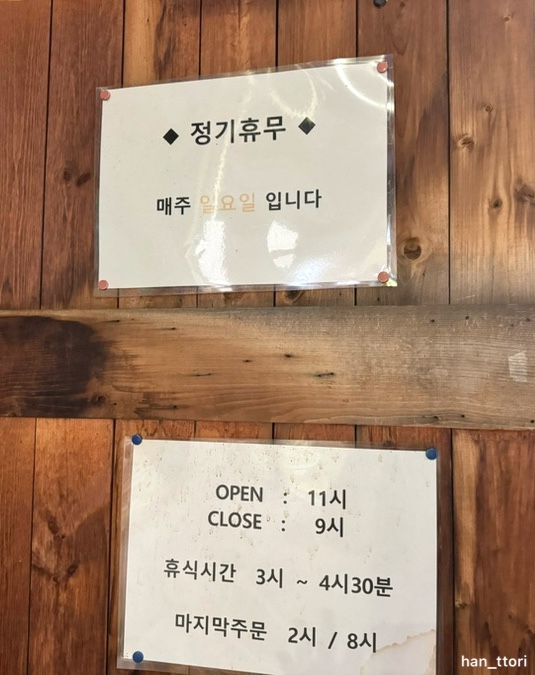 ◆ 정기휴무 ◆
매주 일요일 입니다
OPEN : 11시
CLOSE : 9시
휴식시간 3시 ~ 4시30분
마지막주문 2시 / 8시
han_ttori